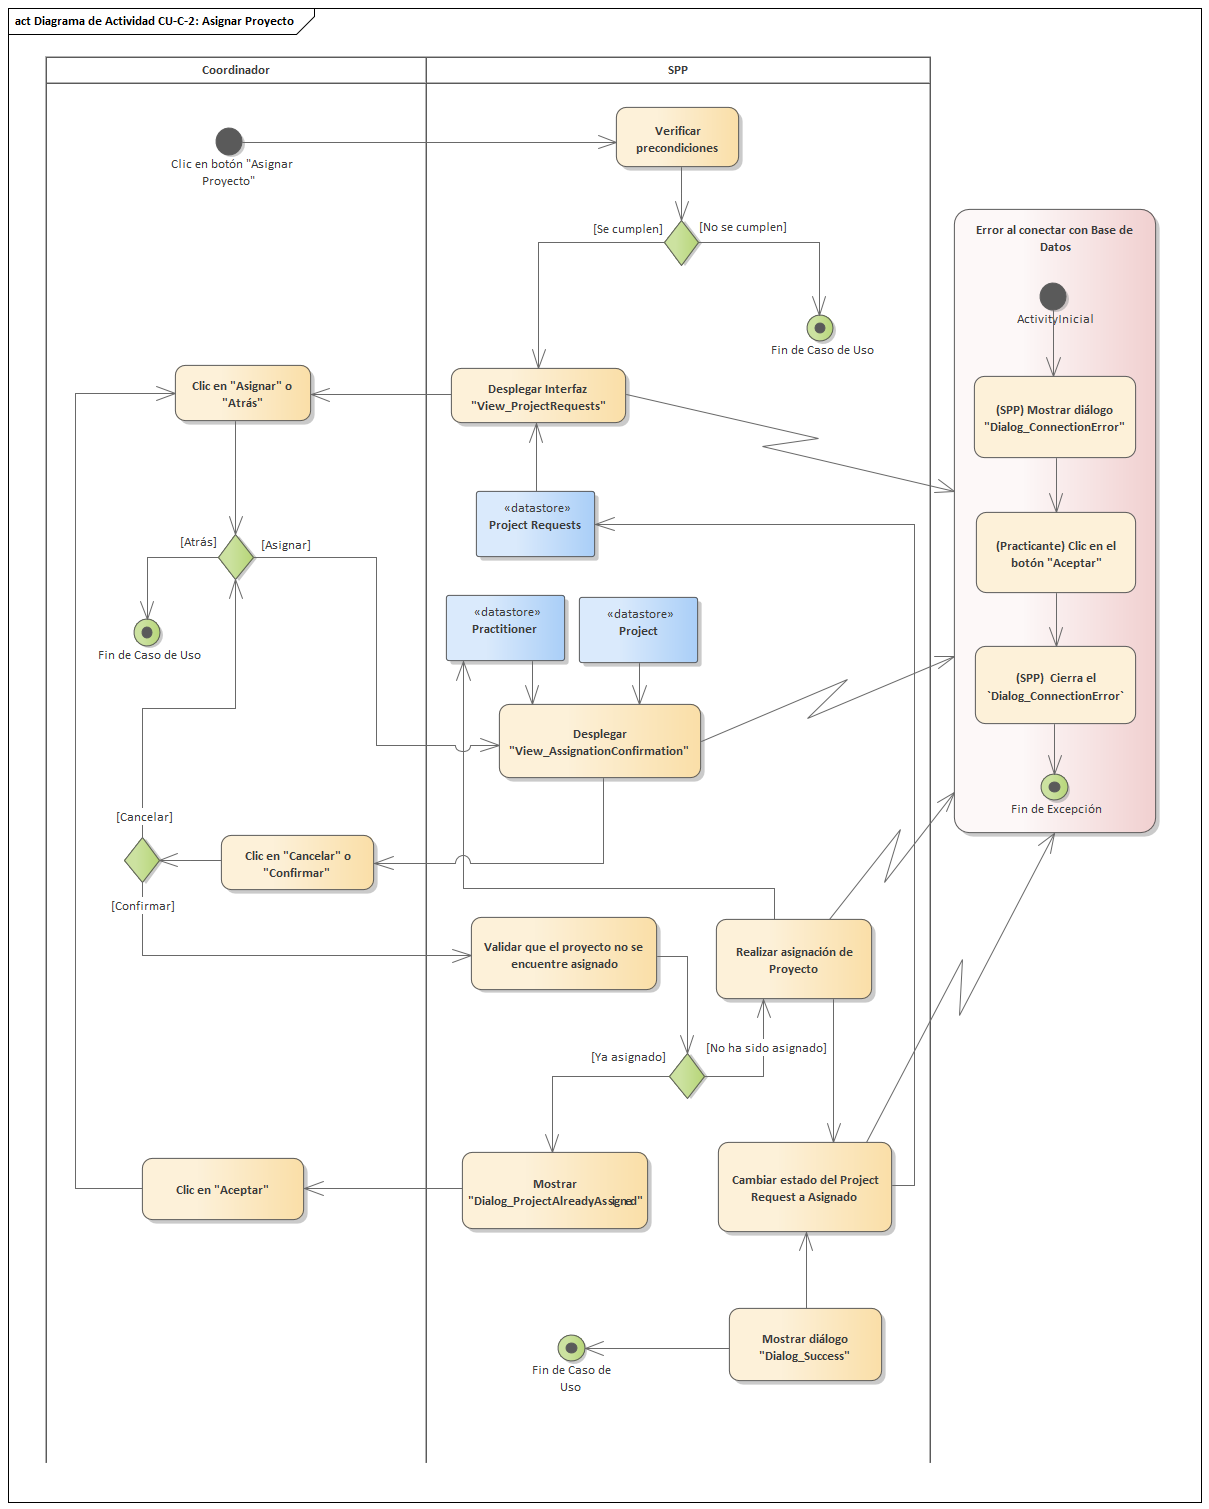 act Diagrama de Actividad CU-C-2: Asignar Proyecto
Coordinador
SPP
Clic en botón "Asignar
Proyecto"
Verificar
precondiciones
[Se cumplen]
[No se cumplen]
Fin de Caso de Uso
Error al conectar con Base de
Datos
ActivityInicial
Clic en "Asignar" o
"Atrás"
Desplegar Interfaz
"View_ProjectRequests"
(SPP) Mostrar diálogo
"Dialog_ConnectionError"
«datastore»
Project Requests
[Atrás]
[Asignar]
(Practicante) Clic en el
botón "Aceptar"
Fin de Caso de Uso
«datastore»
Practitioner
«datastore»
Project
(SPP) Cierra el
`Dialog_ConnectionError`
Desplegar
"View_AssignationConfirmation"
Fin de Excepción
[Cancelar]
Clic en "Cancelar" o
"Confirmar"
[Confirmar]
Validar que el proyecto no se
encuentre asignado
Realizar asignación de
Proyecto
[Ya asignado]
[No ha sido asignado]
Clic en "Aceptar"
Mostrar
"Dialog_ProjectAlreadyAssigned"
Cambiar estado del Project
Request a Asignado
Mostrar diálogo
"Dialog_Success"
Fin de Caso de
Uso